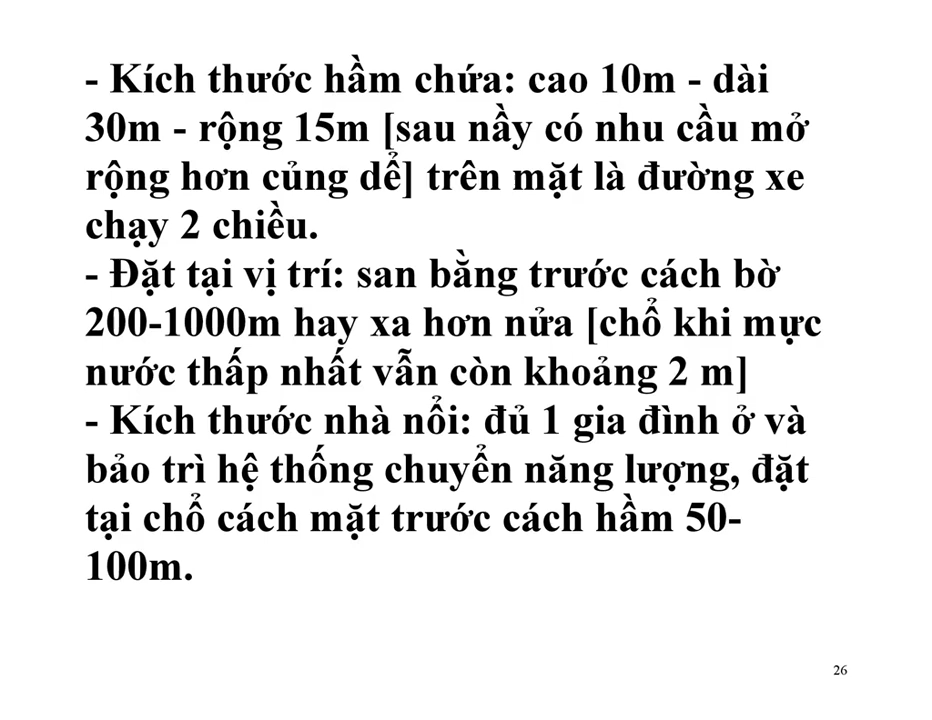 - Kích thước hầm chứa: cao 10m - dài
30m - rộng 15m [sau nầy có nhu cầu mở
rộng hơn củng dể] trên mặt là đường xe
chạy 2 chiều.
- Đặt tại vị trí: san bằng trước cách bờ
200-1000m hay xa hơn nửa [chổ khi mực
nước thấp nhất vẫn còn khoảng 2 m]
- Kích thước nhà nổi: đủ 1 gia đình ở và
bảo trì hệ thống chuyển năng lượng, đặt
tại chổ cách mặt trước cách hầm 50-
100m.
26